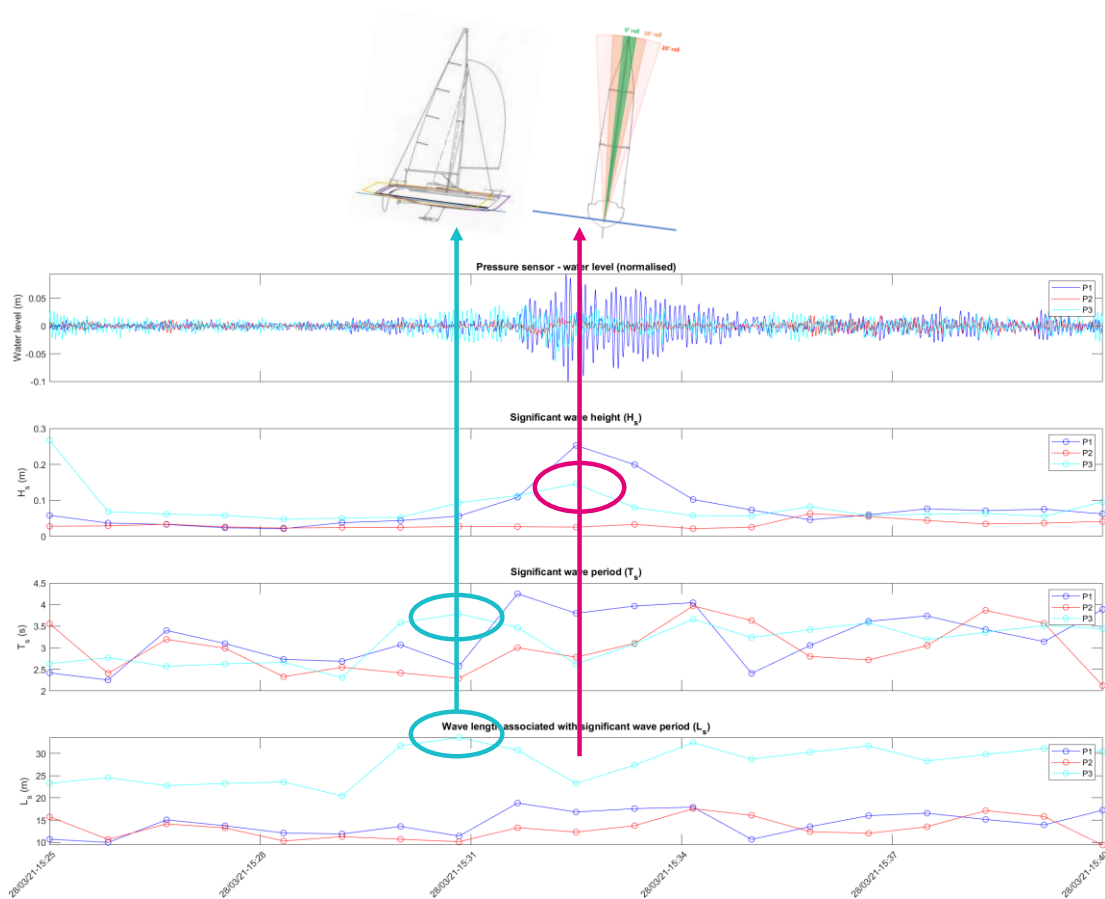 5° roll
10° roll
20° roll
Pressure sensor - water level (normalised)
Water level (m)
0.05
0
-0.05
-0.1
P1
P2
P3
Significant wave height (Hs)
Hs (m)
0.3
0.2
0.1
0
P1
P2
P3
Significant wave period (Ts)
Ts (s)
4.5
4
3.5
3
2.5
2
P1
P2
P3
Wave length associated with significant wave period (Ls)
Ls (m)
30
25
20
15
10
P1
P2
P3
28/03/21-15:25
28/03/21-15:28
28/03/21-15:31
28/03/21-15:34
28/03/21-15:37
28/03/21-15:40